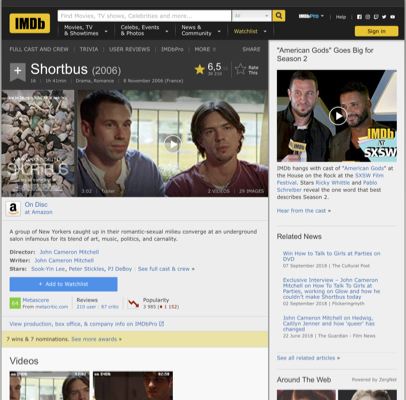 IMDb
Find Movies, TV shows, Celebrities and more...
All
IMDbPro
Help
Movies, TV
& Showtimes
Celebs, Events
& Photos
News &
Community
Watchlist
Sign in
FULL CAST AND CREW | TRIVIA | USER REVIEWS | IMDbPro | MORE
SHARE
Shortbus (2006)
6,5
Rate
This
16 | 1h 41min | Drama, Romance | 8 November 2006 (France)
3:02 | Trailer
2 VIDEOS | 29 IMAGES
On Disc
at Amazon
A group of New Yorkers caught up in their romantic-sexual milieu converge at an underground
salon infamous for its blend of art, music, politics, and carnality.
Director: John Cameron Mitchell
Writer: John Cameron Mitchell
Stars: Sook-Yin Lee, Peter Stickles, PJ DeBoy | See full cast & crew »
+ Add to Watchlist
64
Metascore
From metacritic.com
Reviews
210 user | 87 critic
Popularity
3 985 (1 152)
View production, box office, & company info on IMDbPro
7 wins & 7 nominations. See more awards »
Videos
"American Gods" Goes Big for
Season 2
IMDb
at
SXSW
IMDb hangs with cast of "American Gods" at
the House on the Rock at the SXSW Film
Festival. Stars Ricky Whittle and Pablo
Schreiber reveal the one word that best
describes Season 2.
Hear from the cast »
Related News
Win How to Talk to Girls at Parties on
DVD
07 September 2018 | The Cultural Post
Exclusive Interview – John Cameron
Mitchell on How To Talk To Girls at
Parties, working on Glow and how he
couldn't make Shortbus today
02 September 2018 | Flickeringmyth
John Cameron Mitchell on Hedwig,
Caitlyn Jenner and how 'queer' has
changed
22 June 2018 | The Guardian - Film News
See all related articles »
Around The Web
Powered by ZergNet